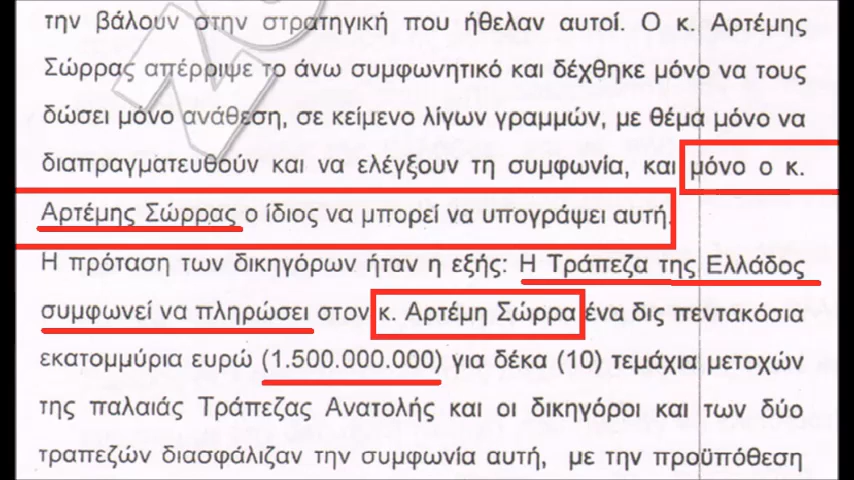 την βάλουν στην στρατηγική που ήθελαν αυτοί. Ο κ. Αρτέμης
Σώρρας απέρριψε το άνω συμφωνητικό και δέχθηκε μόνο να τους
δώσει μόνο ανάθεση, σε κείμενο λίγων γραμμών, με θέμα μόνο να
διαπραγματευθούν και να ελέγξουν τη συμφωνία, και μόνο ο κ.
Αρτέμης Σώρρας ο ίδιος να μπορεί να υπογράψει αυτή.
Η πρόταση των δικηγόρων ήταν η εξής: Η Τράπεζα της Ελλάδος
συμφωνεί να πληρώσει στον κ. Αρτέμη Σώρρα ένα δις πεντακόσια
εκατομμύρια ευρώ (1.500.000.000) για δέκα (10) τεμάχια μετοχών
της παλαιάς Τράπεζας Ανατολής και οι δικηγόροι και των δύο
τραπεζών διασφάλιζαν την συμφωνία αυτή, με την προϋπόθεση